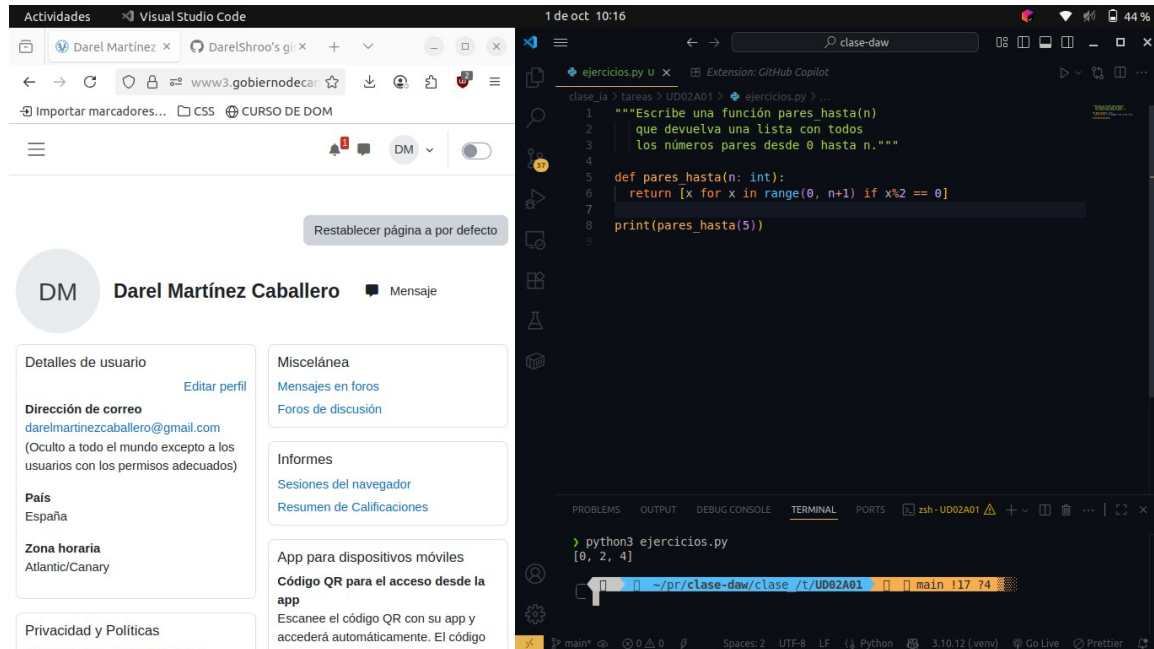 Actividades
Visual Studio Code
1 de oct 10:16
44 %
Darel Martínez
DarelShroo's gi
www3.gobiernodecar
Importar marcadores...
CSS
CURSO DE DOM
1
DM
Restablecer página a por defecto
DM
Darel Martínez Caballero
Mensaje
Detalles de usuario
Editar perfil
Dirección de correo
darelmartinezcaballero@gmail.com
(Oculto a todo el mundo excepto a los
usuarios con los permisos adecuados)
País
España
Zona horaria
Atlantic/Canary
Privacidad y Políticas
Miscelánea
Mensajes en foros
Foros de discusión
Informes
Sesiones del navegador
Resumen de Calificaciones
App para dispositivos móviles
Código QR para el acceso desde la
app
Escanee el código QR con su app y
accederá automáticamente. El código
clase-daw
37
ejercicios.py U
Extension: GitHub Copilot
clase_ia > tareas > UD02A01 > ejercicios.py > ...
1 """Escribe una función pares_hasta(n)
2 que devuelva una lista con todos
3 los números pares desde 0 hasta n."""
4
5 def pares_hasta(n: int):
6 return [x for x in range(0, n+1) if x%2 == 0]
7
8 print(pares_hasta(5))
9
PROBLEMS OUTPUT DEBUG CONSOLE TERMINAL PORTS zsh - UD02A01
❯ python3 ejercicios.py
[0, 2, 4]
~/pr/clase-daw/clase_/t/UD02A01 main !17 ?4
main* 0 0 Spaces: 2 UTF-8 LF Python 3.10.12 (.venv) Go Live Prettier